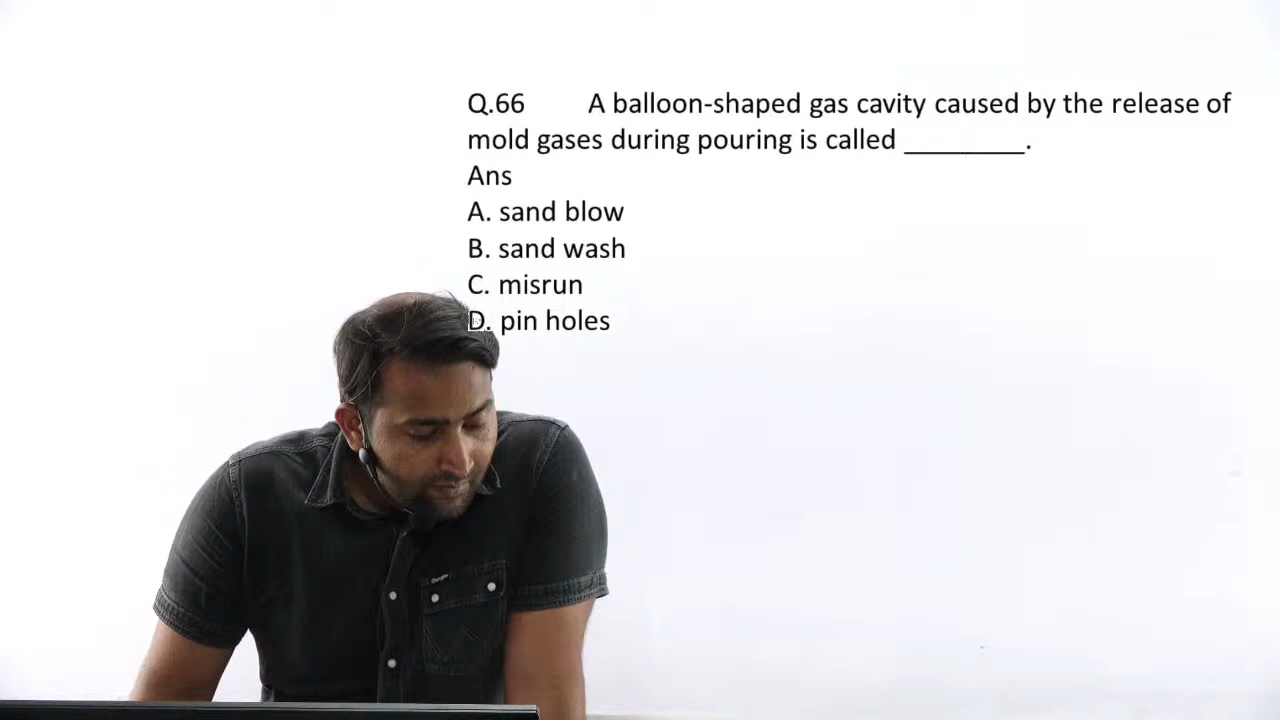 Q.66 A balloon-shaped gas cavity caused by the release of
mold gases during pouring is called ________.
Ans
A. sand blow
B. sand wash
C. misrun
D. pin holes